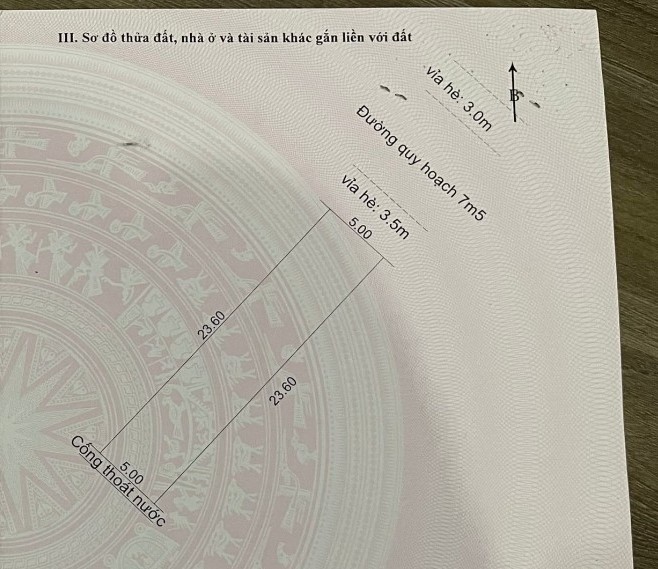 III. Sơ đồ thửa đất, nhà ở và tài sản khác gắn liền với đất
vỉa hè: 3.0m
B
Đường quy hoạch 7m5
vỉa hè: 3.5m
5.00
23.60
23.60
5.00
Cống thoát nước